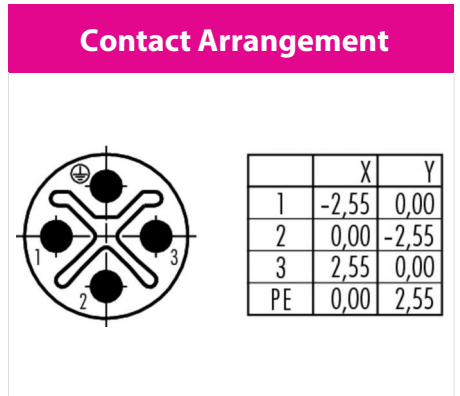 Contact Arrangement
1
2
3
X Y
1 -2,55 0,00
2 0,00 -2,55
3 2,55 0,00
PE 0,00 2,55